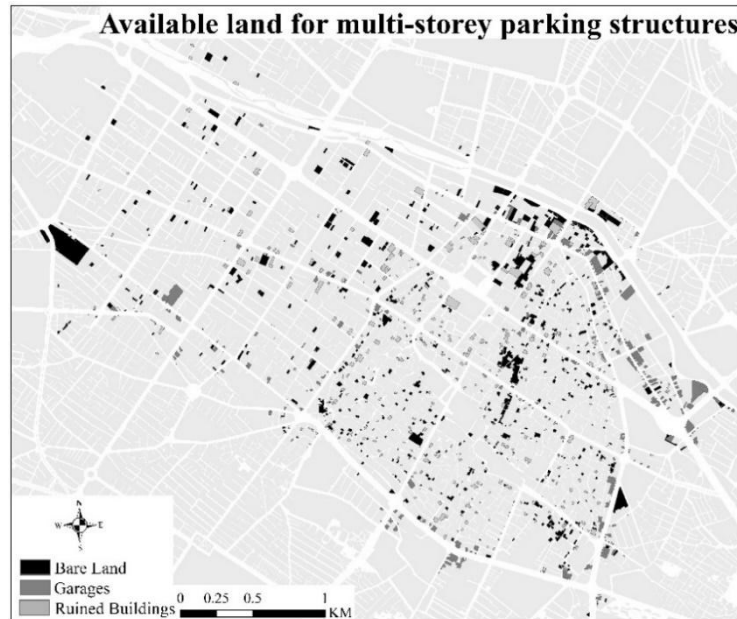 Available land for multi-storey parking structures
N
W E
S
Bare Land
Garages
Ruined Buildings
0 0.25 0.5 1
KM